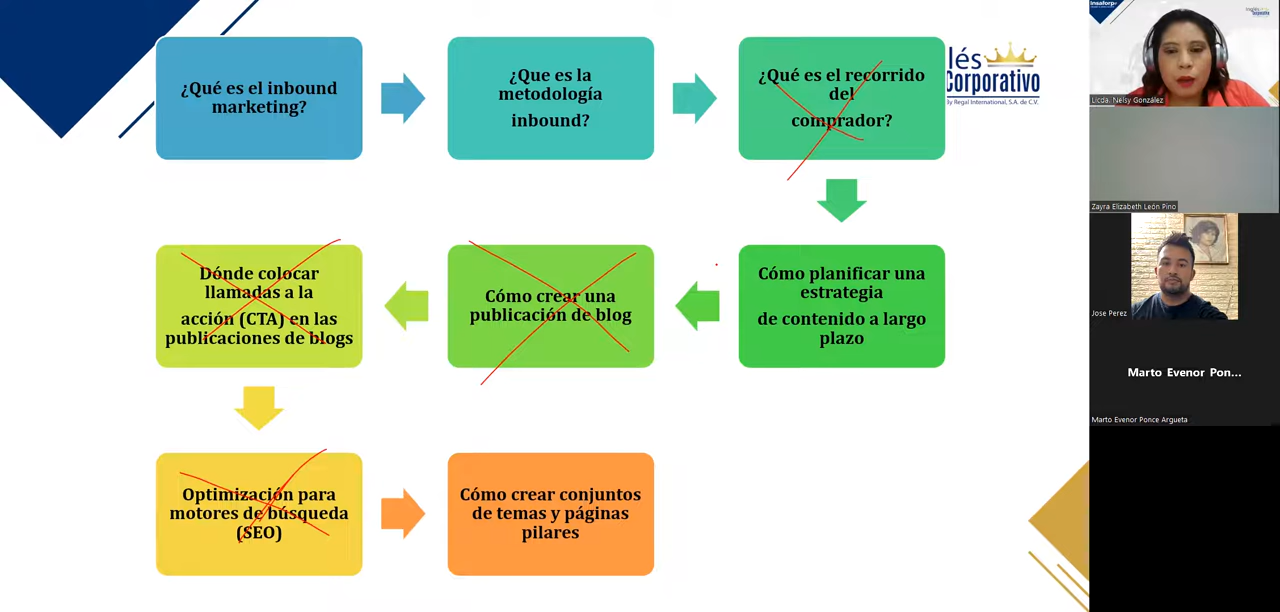 ¿Qué es el inbound
marketing?
¿Que es la
metodología
inbound?
¿Qué es el recorrido
del
comprador?
lés
Corporativo
ly Regal International, S.A. de C.V.
Dónde colocar
llamadas a la
acción (CTA) en las
publicaciones de blogs
Cómo crear una
publicación de blog
Cómo planificar una
estrategia
de contenido a largo
plazo
Optimización para
motores de búsqueda
(SEO)
Cómo crear conjuntos
de temas y páginas
pilares
Insaforp
Licda. Nelsy González
Zayra Elizabeth León Pino
Jose Perez
Marto Evenor Pon...
Marto Evenor Ponce Argueta